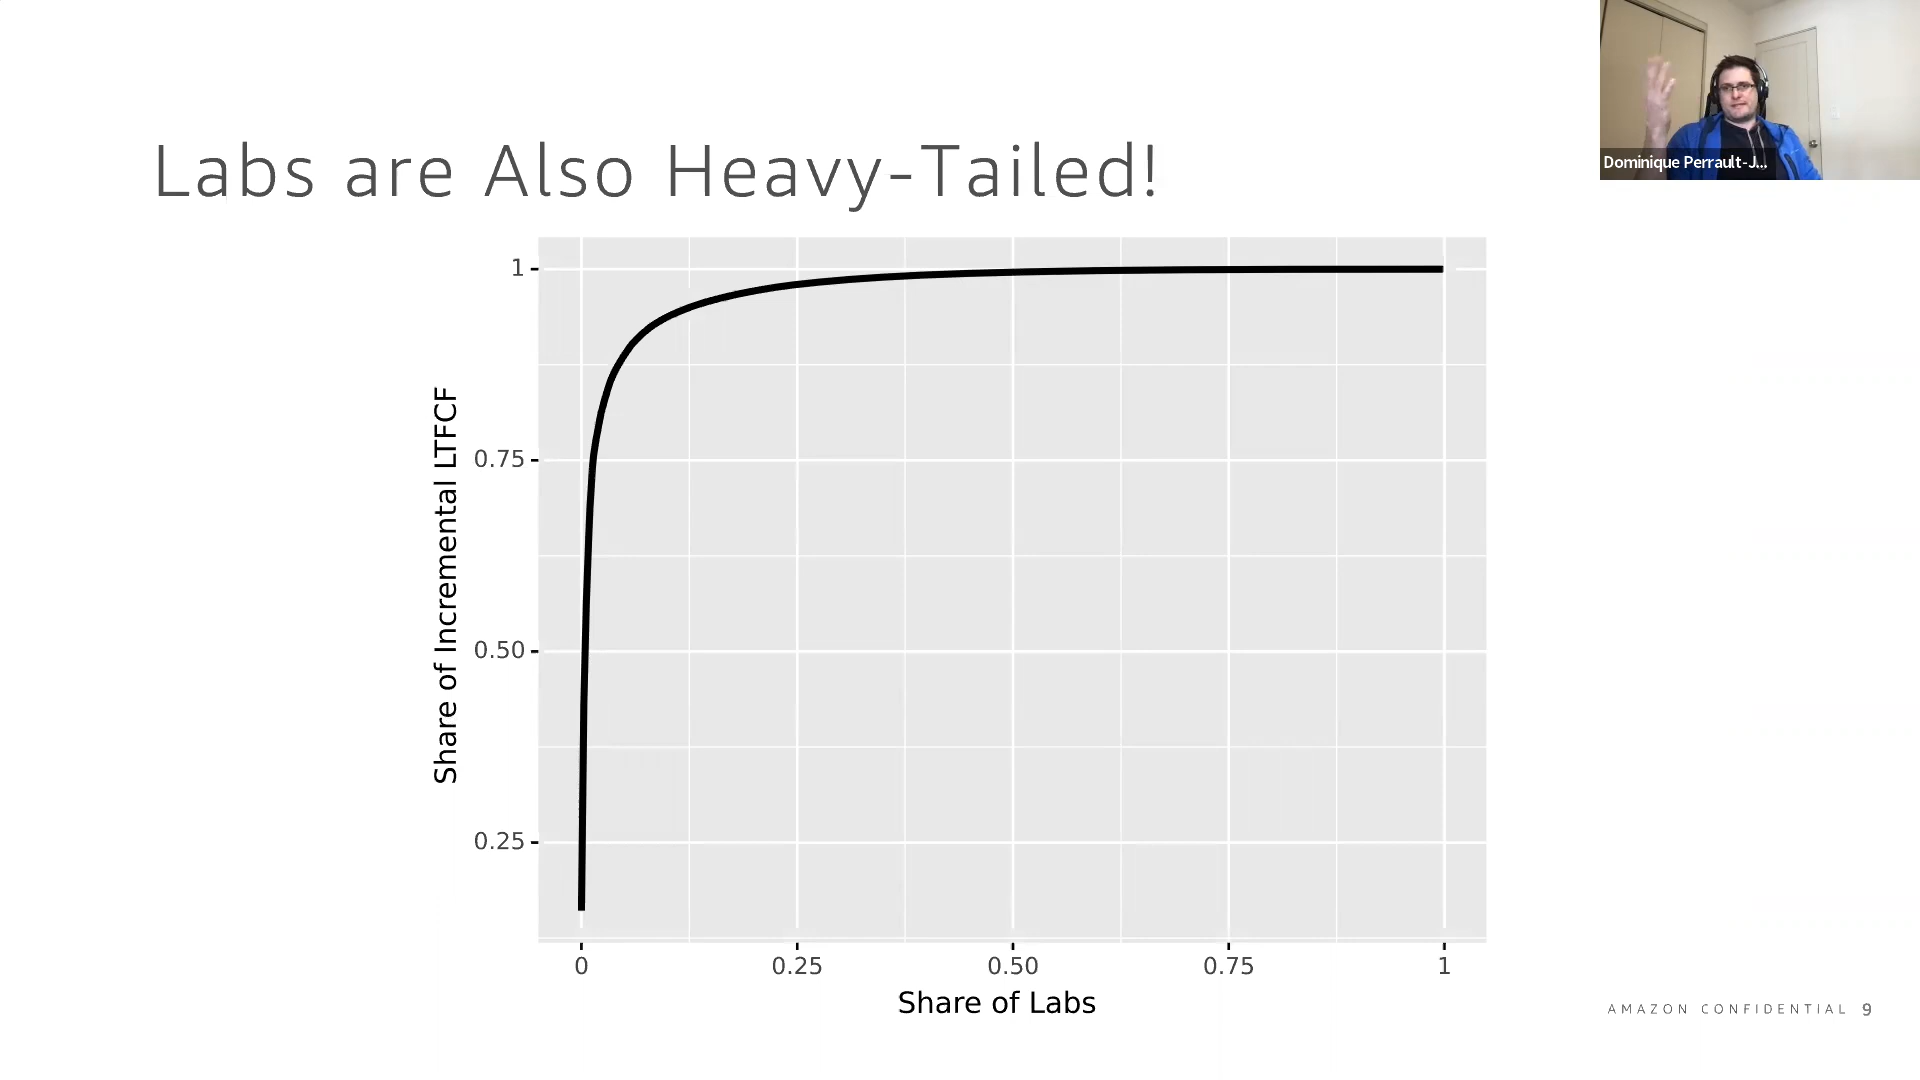 Labs are Also Heavy-Tailed!
Dominique Perrault-J...
Share of Incremental LTFCF
1
0.75
0.50
0.25
0
0.25
0.50
0.75
1
Share of Labs
AMAZON CONFIDENTIAL 9